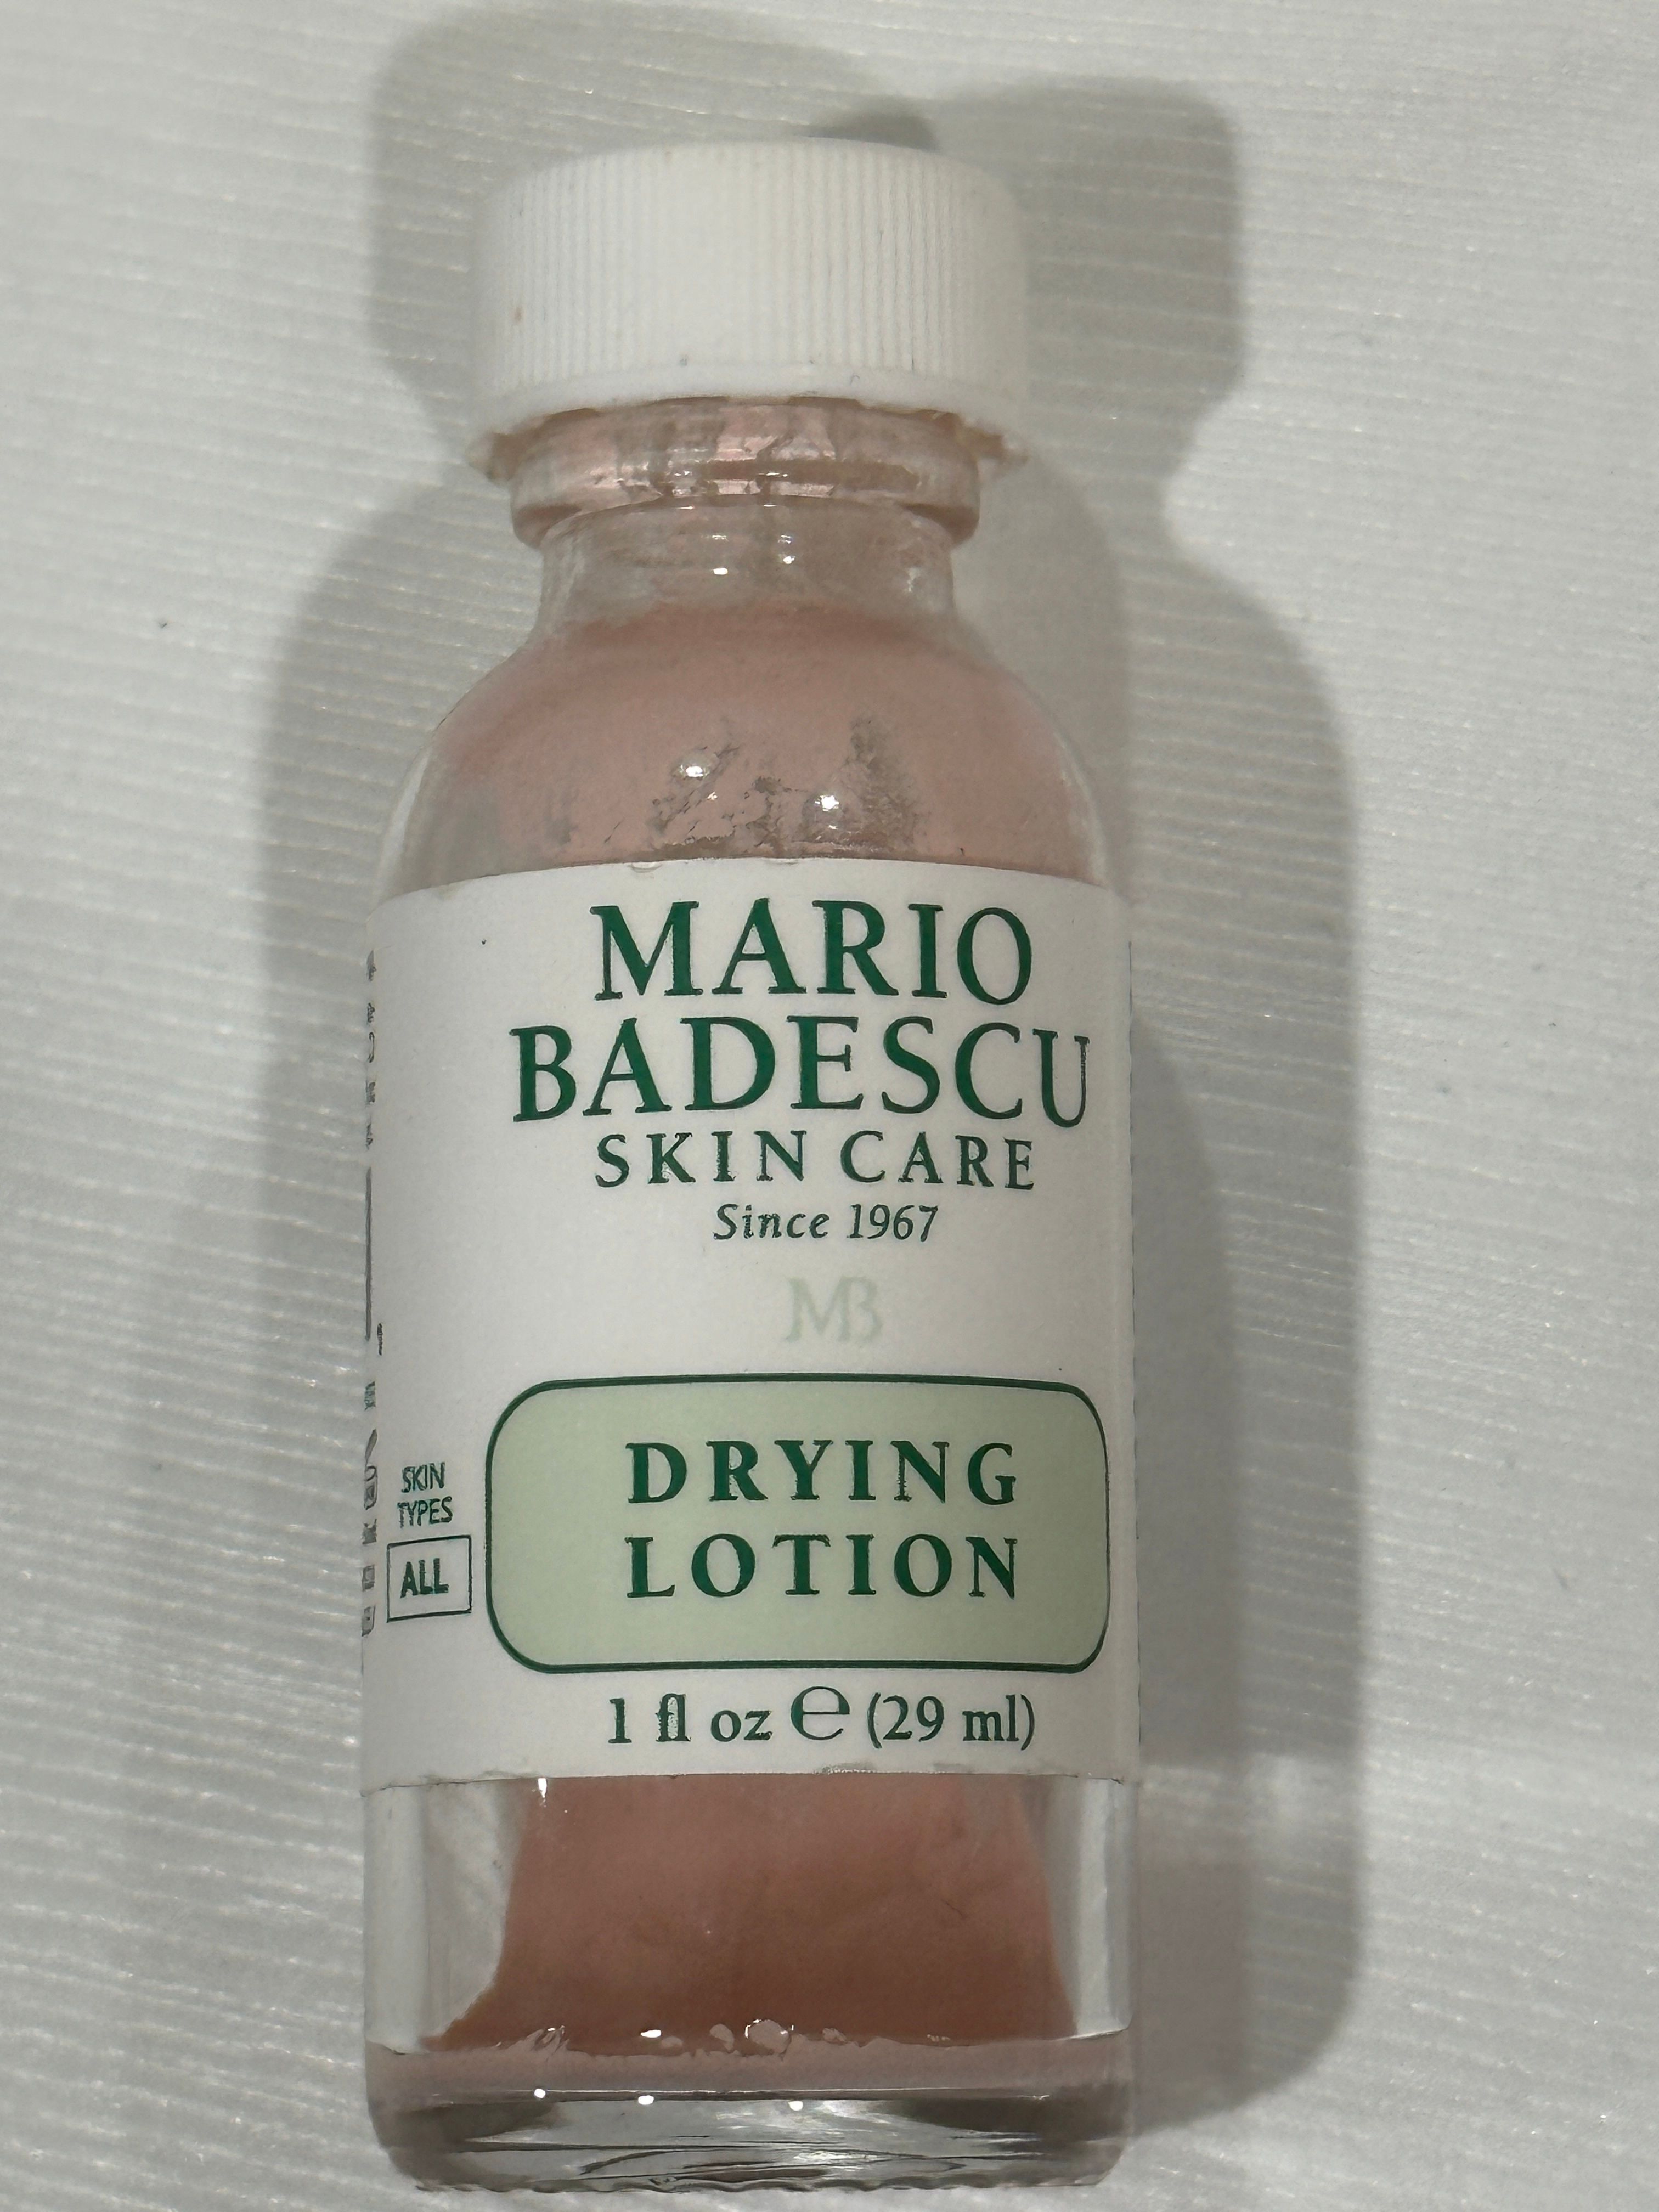 MARIO
BADESCU
SKIN CARE
Since 1967
MB
DRYING
LOTION
SKIN
TYPES
ALL
1 fl oz ℮ (29 ml)